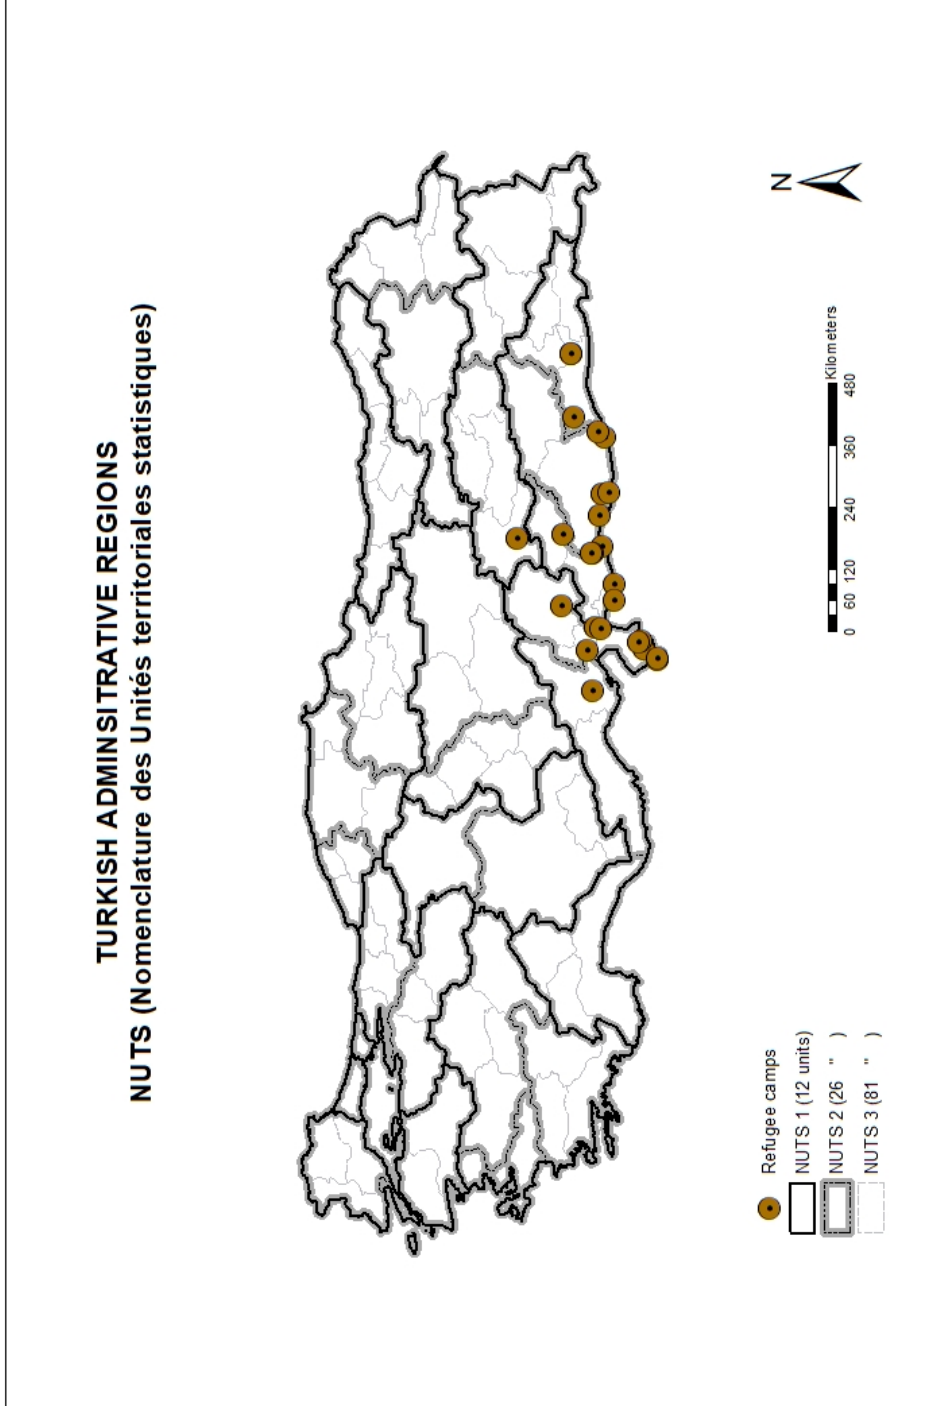 TURKISH ADMINSITRATIVE REGIONS
NUTS (Nomenclature des Unités territoriales statistiques)
N
Refugee camps
NUTS 1 (12 units)
NUTS 2 (26 " )
NUTS 3 (81 " )
0 60 120 240 360 480
Kilometers